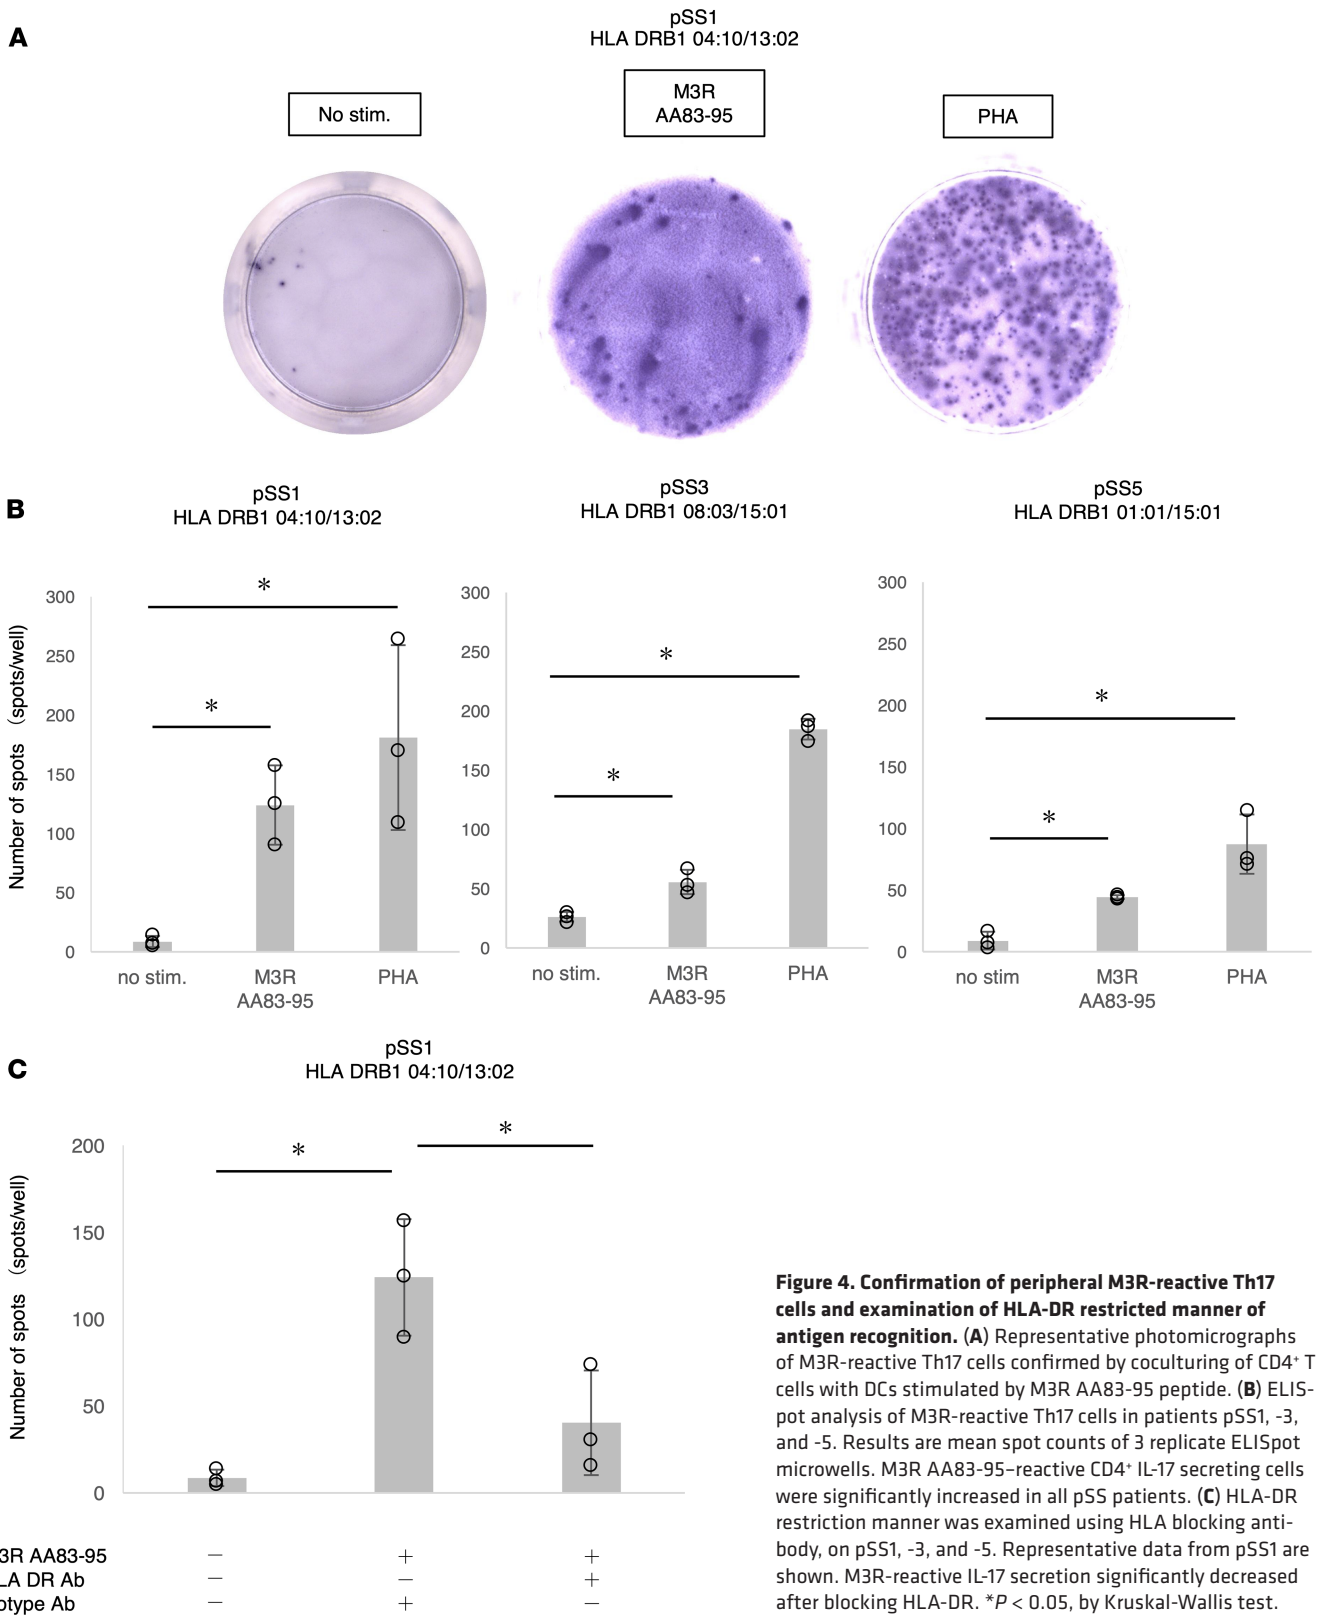 A
pSS1
HLA DRB1 04:10/13:02
No stim.
M3R
AA83-95
PHA
B
pSS1
HLA DRB1 04:10/13:02
pSS3
HLA DRB1 08:03/15:01
pSS5
HLA DRB1 01:01/15:01
Number of spots (spots/well)
300
250
200
150
100
50
0
*
*
no stim.
M3R
AA83-95
PHA
300
250
200
150
100
50
0
*
*
no stim.
M3R
AA83-95
PHA
300
250
200
150
100
50
0
*
*
no stim
M3R
AA83-95
PHA
C
pSS1
HLA DRB1 04:10/13:02
Number of spots (spots/well)
200
150
100
50
0
*
*
3R AA83-95 − + +
LA DR Ab − − +
otype Ab − + −
Figure 4. Confirmation of peripheral M3R-reactive Th17
cells and examination of HLA-DR restricted manner of
antigen recognition. (A) Representative photomicrographs
of M3R-reactive Th17 cells confirmed by coculturing of CD4⁺ T
cells with DCs stimulated by M3R AA83-95 peptide. (B) ELIS-
pot analysis of M3R-reactive Th17 cells in patients pSS1, -3,
and -5. Results are mean spot counts of 3 replicate ELISpot
microwells. M3R AA83-95–reactive CD4⁺ IL-17 secreting cells
were significantly increased in all pSS patients. (C) HLA-DR
restriction manner was examined using HLA blocking anti-
body, on pSS1, -3, and -5. Representative data from pSS1 are
shown. M3R-reactive IL-17 secretion significantly decreased
after blocking HLA-DR. *P < 0.05, by Kruskal-Wallis test.